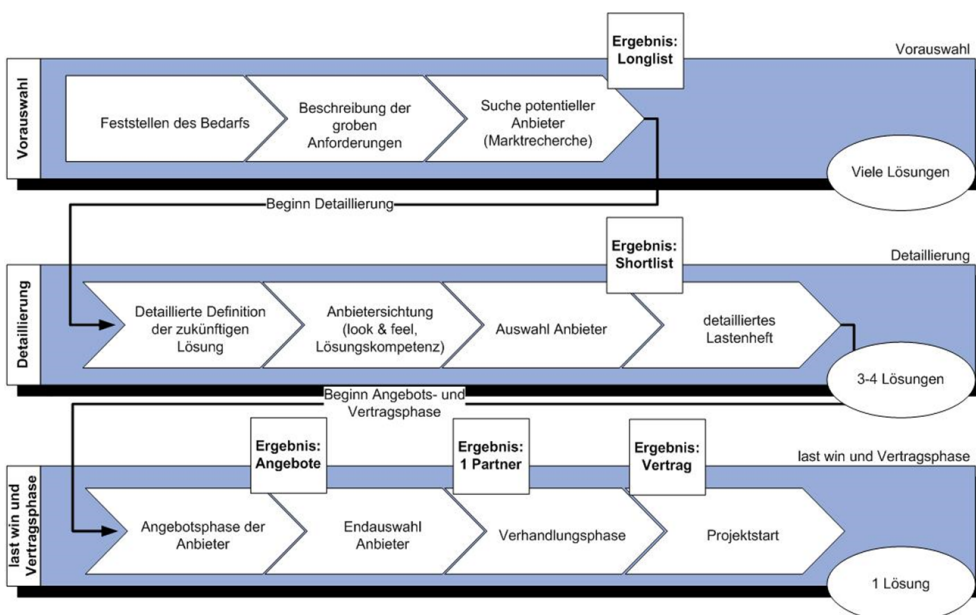 Ergebnis:
Longlist
Vorauswahl
Vorauswahl
Feststellen des Bedarfs
Beschreibung der
groben
Anforderungen
Suche potentieller
Anbieter
(Marktrecherche)
Viele Lösungen
Beginn Detaillierung
Ergebnis:
Shortlist
Detaillierung
Detaillierung
Detaillierte Definition
der zukünftigen
Lösung
Anbietersichtung
(look & feel,
Lösungskompetenz)
Auswahl Anbieter
detailliertes
Lastenheft
3-4 Lösungen
Beginn Angebots- und
Vertragsphase
Ergebnis:
Angebote
Ergebnis:
1 Partner
Ergebnis:
Vertrag
last win und Vertragsphase
last win und
Vertragsphase
Angebotsphase der
Anbieter
Endauswahl
Anbieter
Verhandlungsphase
Projektstart
1 Lösung